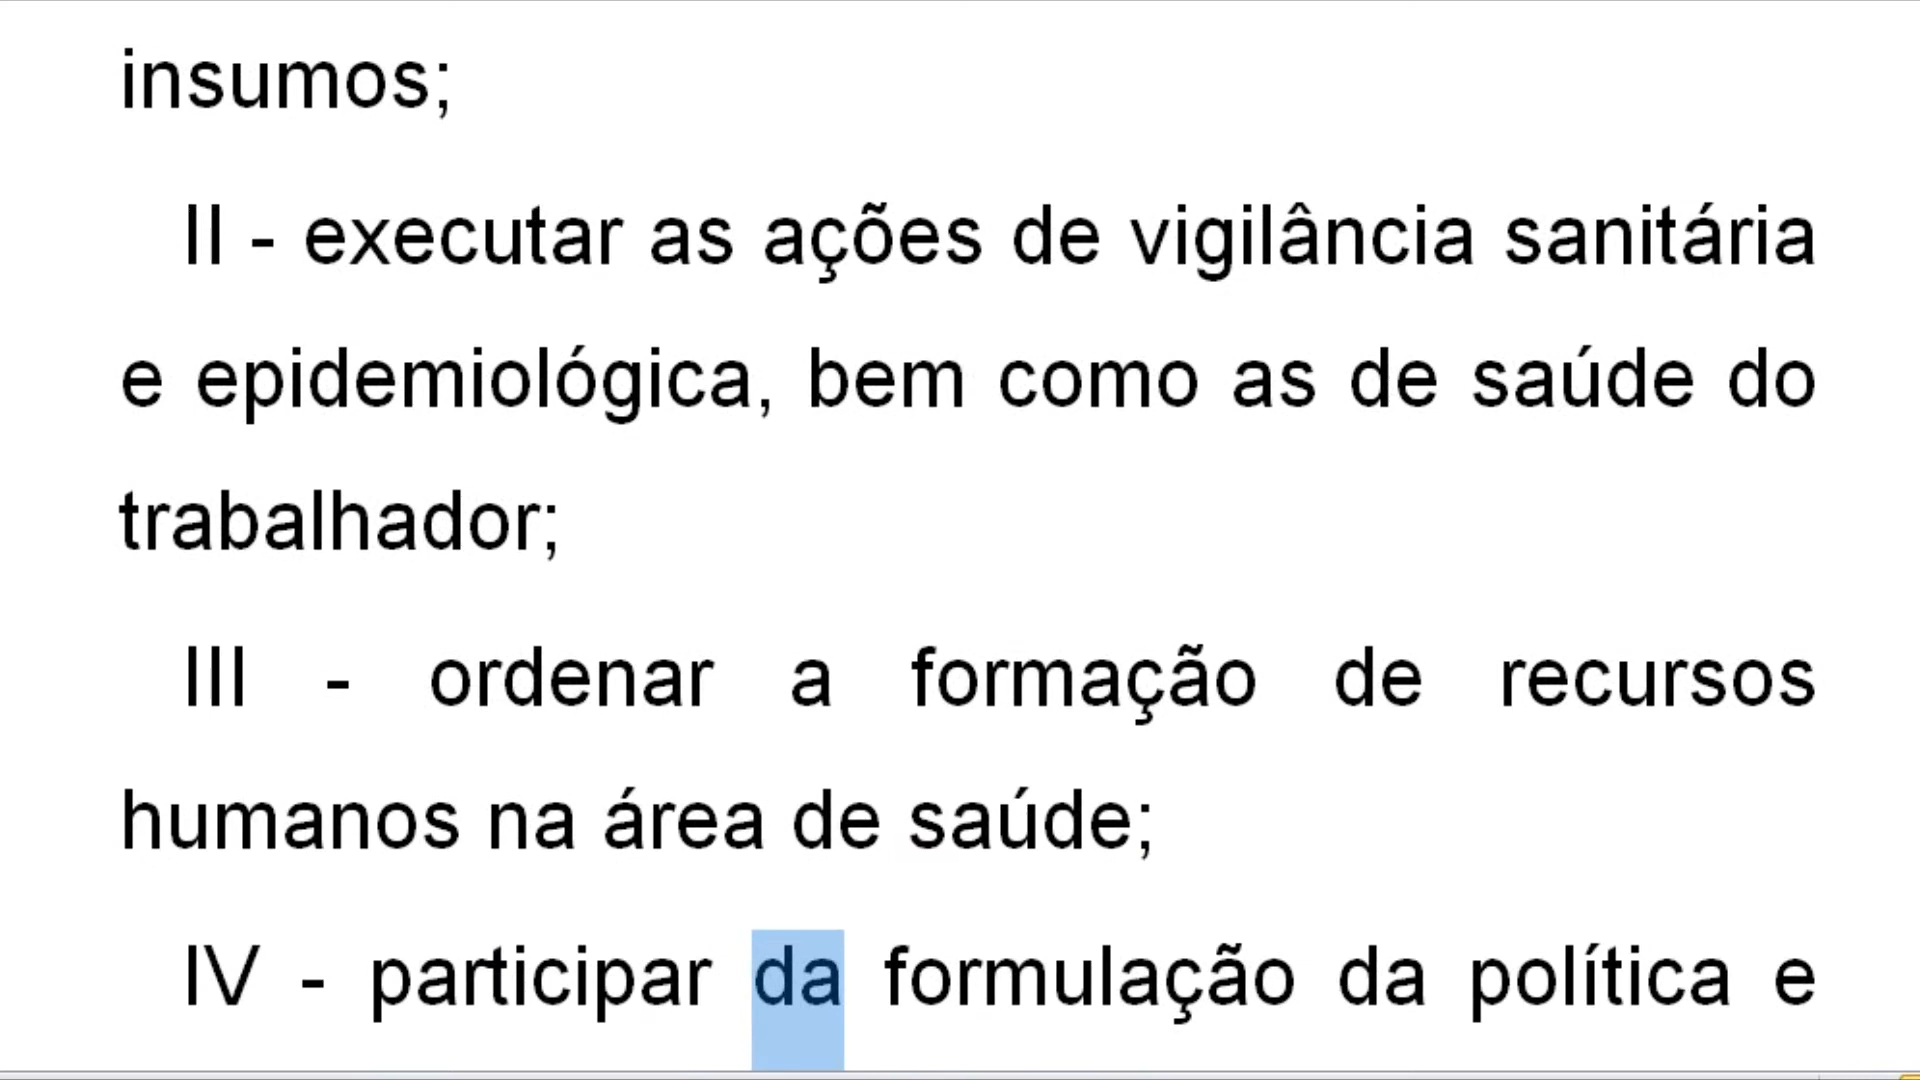 insumos;
II - executar as ações de vigilância sanitária
e epidemiológica, bem como as de saúde do
trabalhador;
III - ordenar a formação de recursos
humanos na área de saúde;
IV - participar da formulação da política e